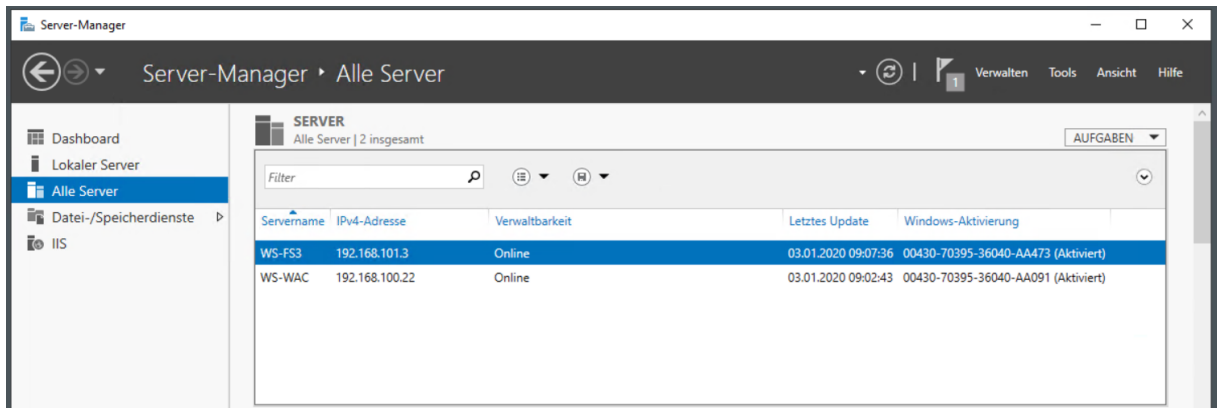 Server-Manager
Server-Manager ‣ Alle Server
1
Verwalten Tools Ansicht Hilfe
Dashboard
Lokaler Server
Alle Server
Datei-/Speicherdienste
IIS
SERVER
Alle Server | 2 insgesamt
AUFGABEN
Filter
Servername IPv4-Adresse Verwaltbarkeit Letztes Update Windows-Aktivierung
WS-FS3 192.168.101.3 Online 03.01.2020 09:07:36 00430-70395-36040-AA473 (Aktiviert)
WS-WAC 192.168.100.22 Online 03.01.2020 09:02:43 00430-70395-36040-AA091 (Aktiviert)